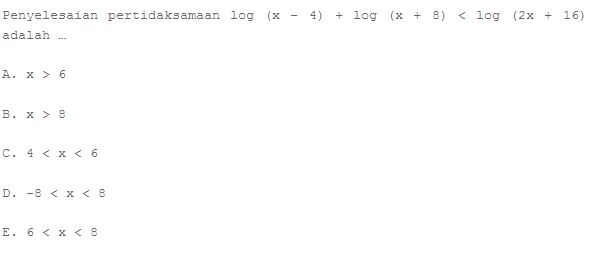 Penyelesaian pertidaksamaan log (x - 4) + log (x + 8) < log (2x + 16)
adalah …
A. x > 6
B. x > 8
C. 4 < x < 6
D. -8 < x < 8
E. 6 < x < 8